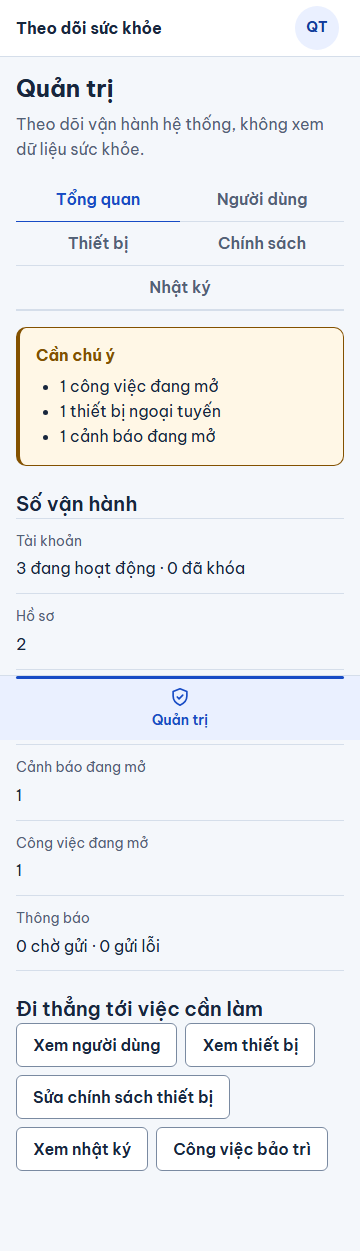 Theo dõi sức khỏe
QT
Quản trị
Theo dõi vận hành hệ thống, không xem
dữ liệu sức khỏe.
Tổng quan
Người dùng
Thiết bị
Chính sách
Nhật ký
Cần chú ý
1 công việc đang mở
1 thiết bị ngoại tuyến
1 cảnh báo đang mở
Số vận hành
Tài khoản
3 đang hoạt động · 0 đã khóa
Hồ sơ
2
Quản trị
Cảnh báo đang mở
1
Công việc đang mở
1
Thông báo
0 chờ gửi · 0 gửi lỗi
Đi thẳng tới việc cần làm
Xem người dùng
Xem thiết bị
Sửa chính sách thiết bị
Xem nhật ký
Công việc bảo trì